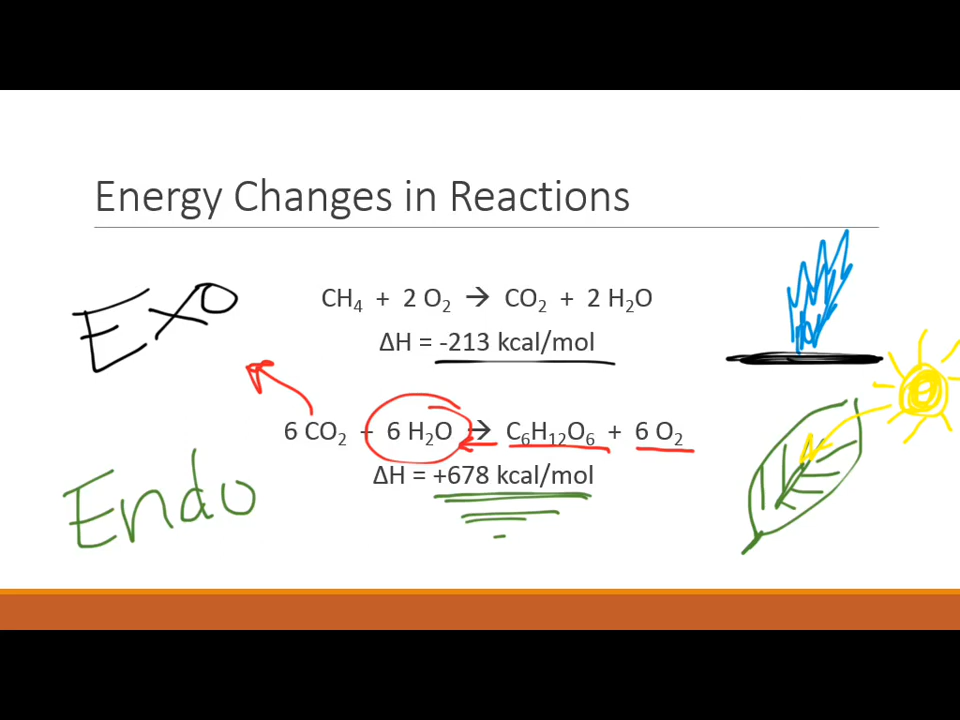 Energy Changes in Reactions
Exo
CH₄ + 2 O₂ → CO₂ + 2 H₂O
ΔH = -213 kcal/mol
6 CO₂ + 6 H₂O → C₆H₁₂O₆ + 6 O₂
ΔH = +678 kcal/mol
Endo